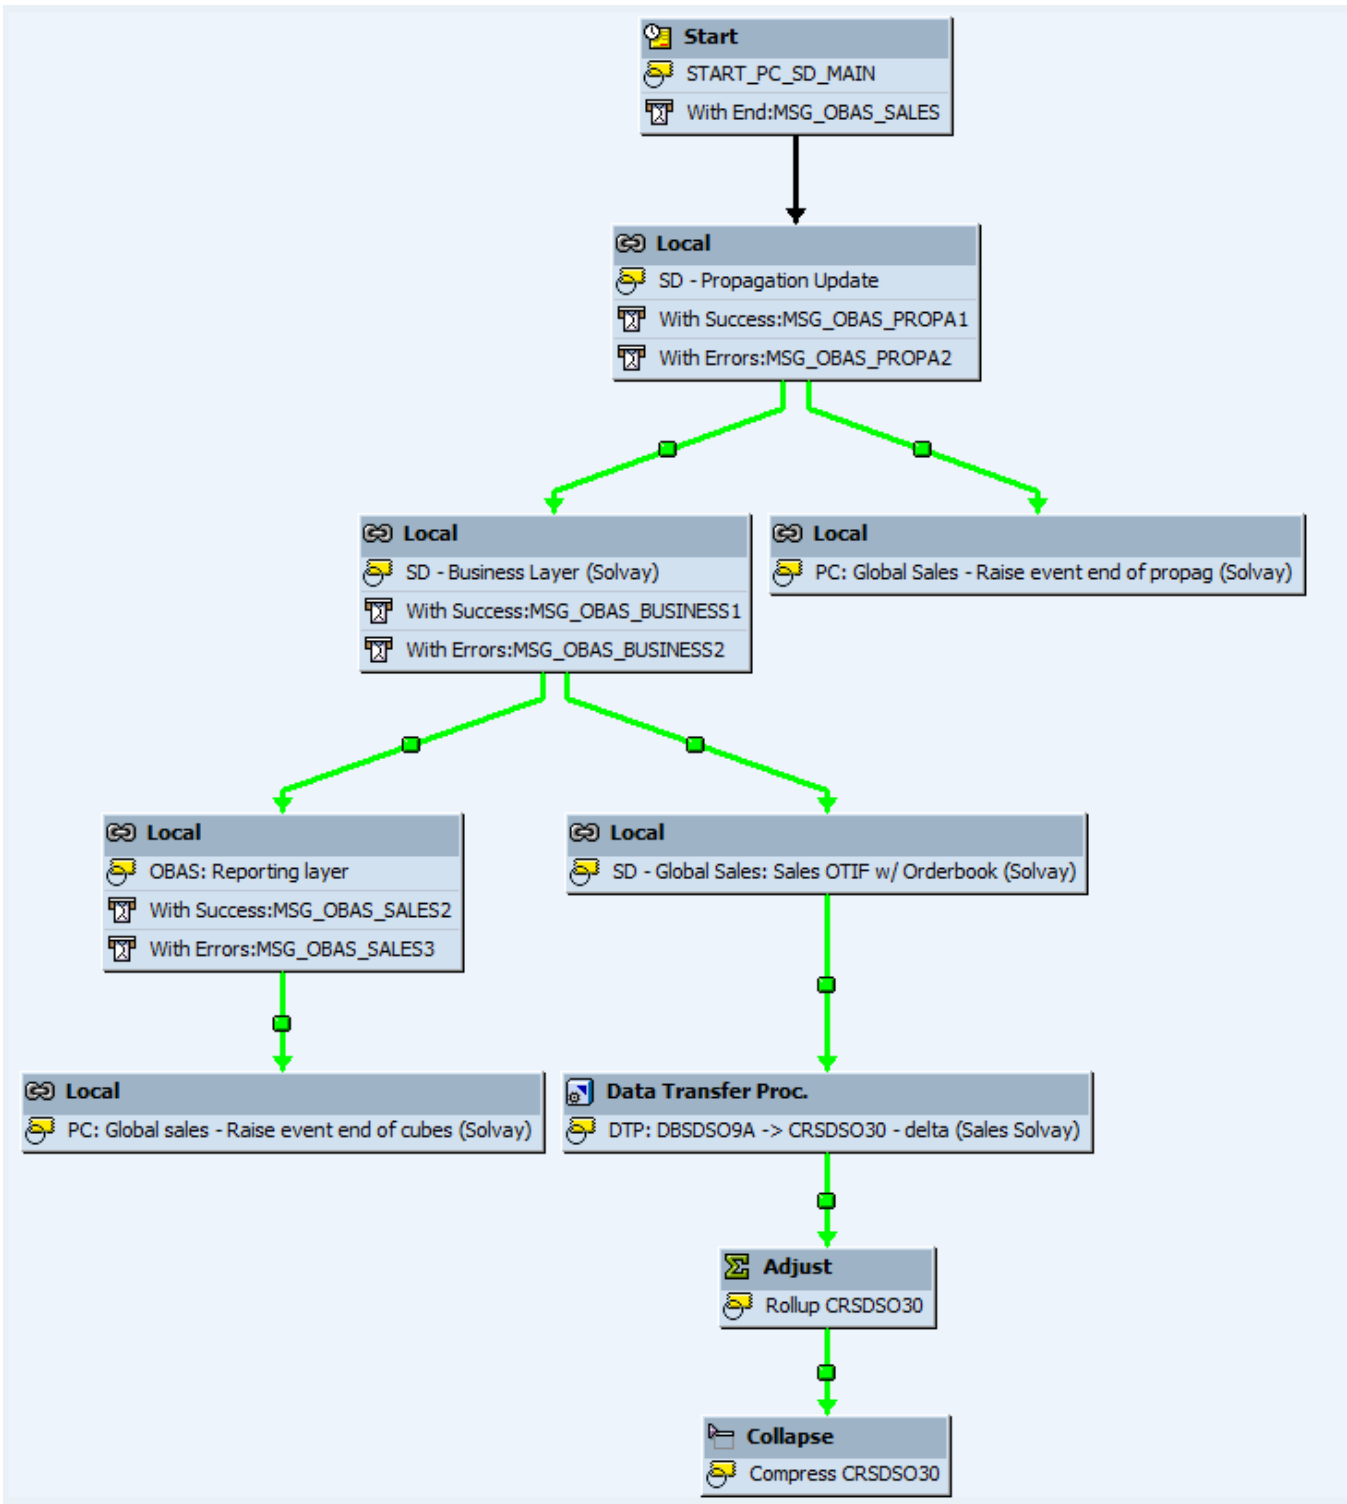 Start
START_PC_SD_MAIN
With End:MSG_OBAS_SALES
Local
SD - Propagation Update
With Success:MSG_OBAS_PROPA1
With Errors:MSG_OBAS_PROPA2
Local
SD - Business Layer (Solvay)
With Success:MSG_OBAS_BUSINESS1
With Errors:MSG_OBAS_BUSINESS2
Local
PC: Global Sales - Raise event end of propag (Solvay)
Local
OBAS: Reporting layer
With Success:MSG_OBAS_SALES2
With Errors:MSG_OBAS_SALES3
Local
SD - Global Sales: Sales OTIF w/ Orderbook (Solvay)
Local
PC: Global sales - Raise event end of cubes (Solvay)
Data Transfer Proc.
DTP: DBSDSO9A -> CRSDSO30 - delta (Sales Solvay)
Adjust
Rollup CRSDSO30
Collapse
Compress CRSDSO30